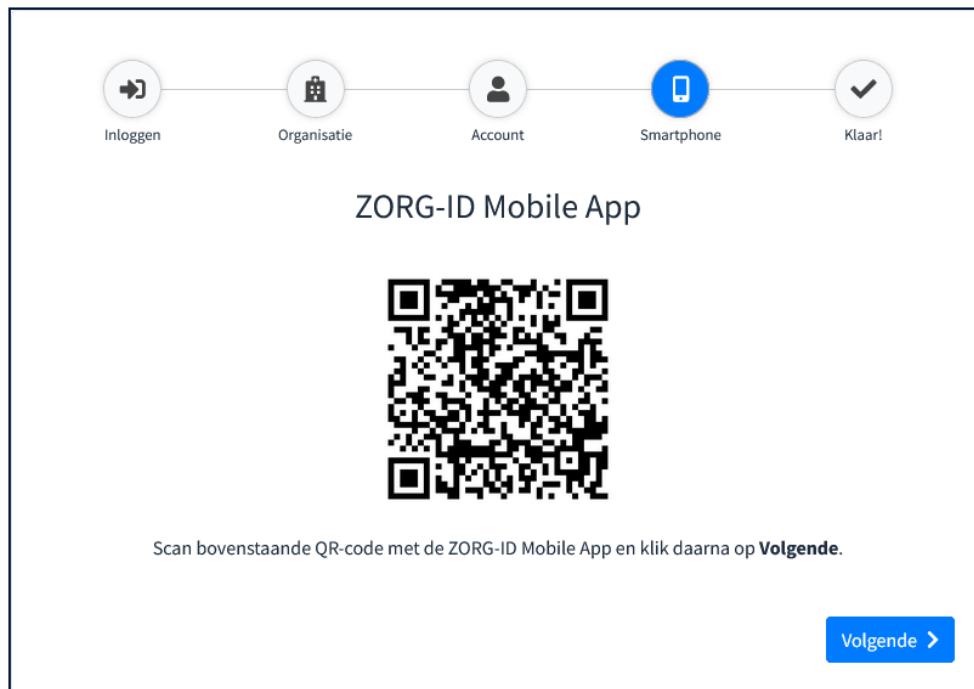 Inloggen
Organisatie
Account
Smartphone
Klaar!
ZORG-ID Mobile App
Scan bovenstaande QR-code met de ZORG-ID Mobile App en klik daarna op Volgende.
Volgende